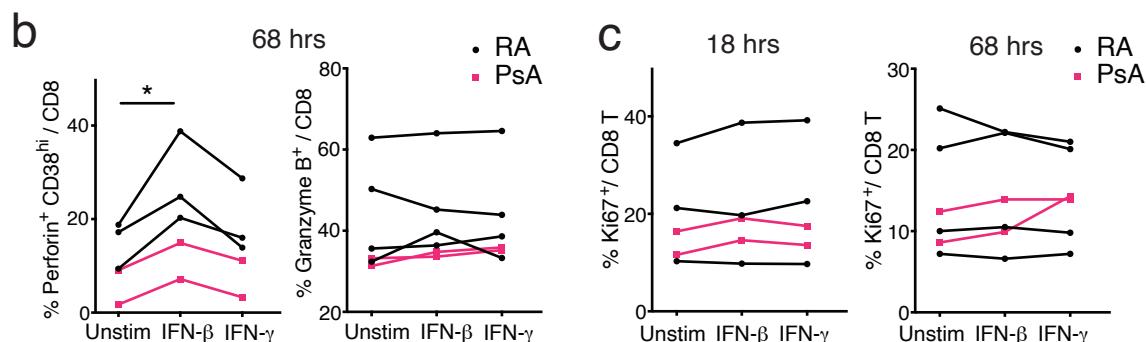 b
68 hrs
RA
PsA
% Perforin⁺ CD38ʰⁱ / CD8
40
20
0
Unstim IFN-β IFN-γ
*
% Granzyme B⁺ / CD8
80
60
40
20
Unstim IFN-β IFN-γ
c
18 hrs
68 hrs
RA
PsA
% Ki67⁺/ CD8 T
40
20
0
Unstim IFN-β IFN-γ
% Ki67⁺/ CD8 T
30
20
10
0
Unstim IFN-β IFN-γ